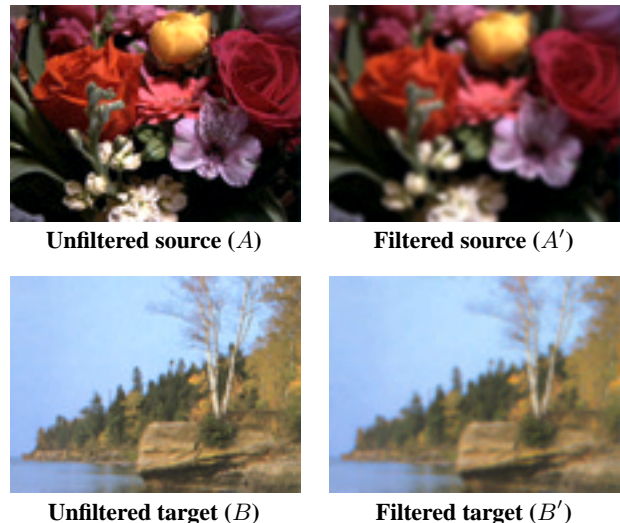 Unfiltered source (A)
Filtered source (A′)
Unfiltered target (B)
Filtered target (B′)